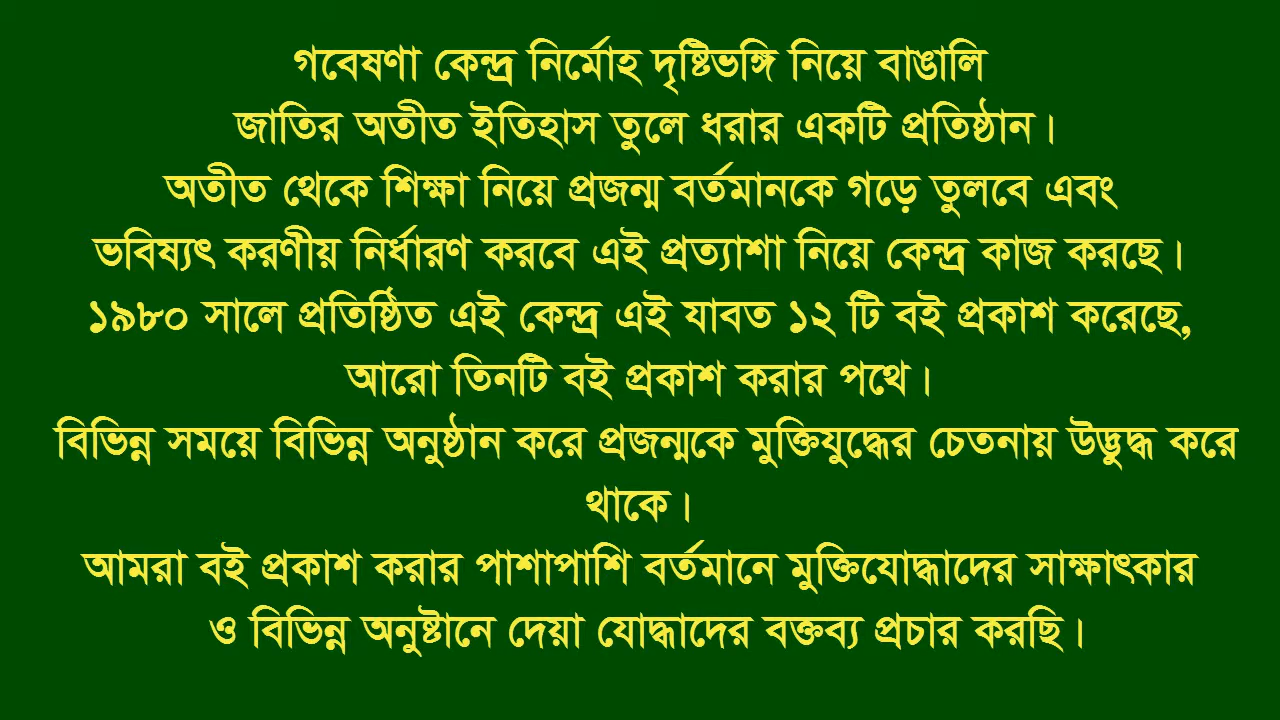 গবেষণা কেন্দ্র নির্মোহ দৃষ্টিভঙ্গি নিয়ে বাঙালি
জাতির অতীত ইতিহাস তুলে ধরার একটি প্রতিষ্ঠান।
অতীত থেকে শিক্ষা নিয়ে প্রজন্ম বর্তমানকে গড়ে তুলবে এবং
ভবিষ্যৎ করণীয় নির্ধারণ করবে এই প্রত্যাশা নিয়ে কেন্দ্র কাজ করছে।
১৯৮০ সালে প্রতিষ্ঠিত এই কেন্দ্র এই যাবত ১২ টি বই প্রকাশ করেছে,
আরো তিনটি বই প্রকাশ করার পথে।
বিভিন্ন সময়ে বিভিন্ন অনুষ্ঠান করে প্রজন্মকে মুক্তিযুদ্ধের চেতনায় উদ্ভুদ্ধ করে
থাকে।
আমরা বই প্রকাশ করার পাশাপাশি বর্তমানে মুক্তিযোদ্ধাদের সাক্ষাৎকার
ও বিভিন্ন অনুষ্টানে দেয়া যোদ্ধাদের বক্তব্য প্রচার করছি।